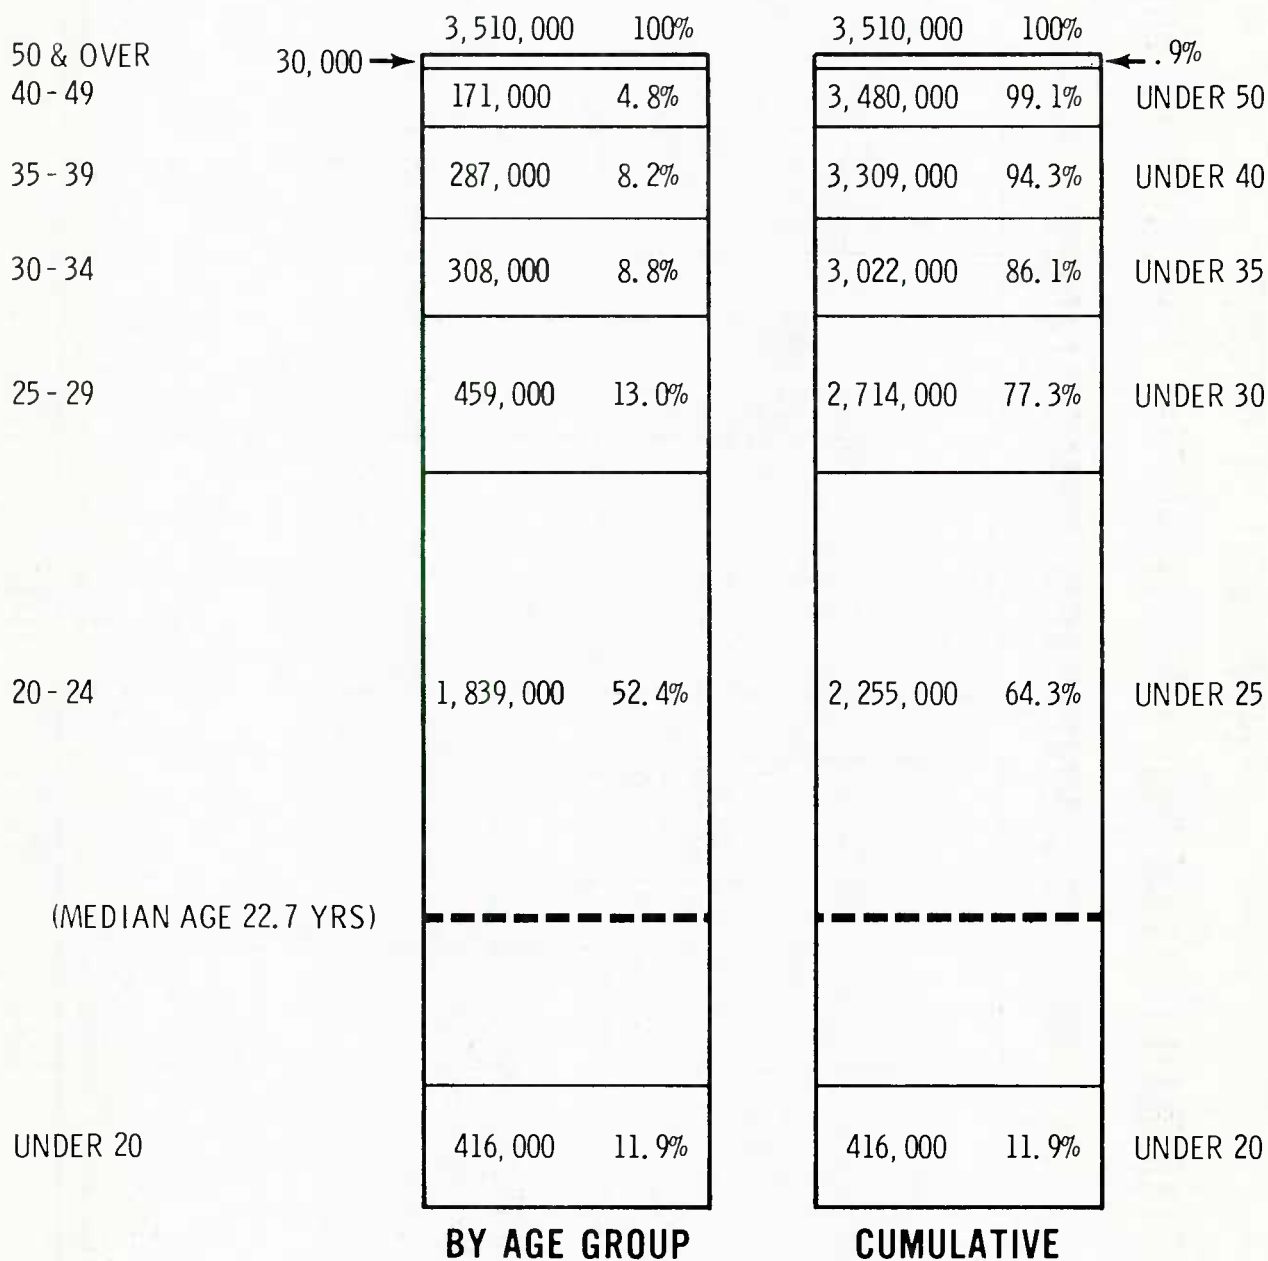 3,510,000 100% 3,510,000 100%
50 & OVER 30,000 .9%
40-49 171,000 4.8% 3,480,000 99.1% UNDER 50
35-39 287,000 8.2% 3,309,000 94.3% UNDER 40
30-34 308,000 8.8% 3,022,000 86.1% UNDER 35
25-29 459,000 13.0% 2,714,000 77.3% UNDER 30
20-24 1,839,000 52.4% 2,255,000 64.3% UNDER 25
(MEDIAN AGE 22.7 YRS)
UNDER 20 416,000 11.9% 416,000 11.9% UNDER 20
BY AGE GROUP CUMULATIVE